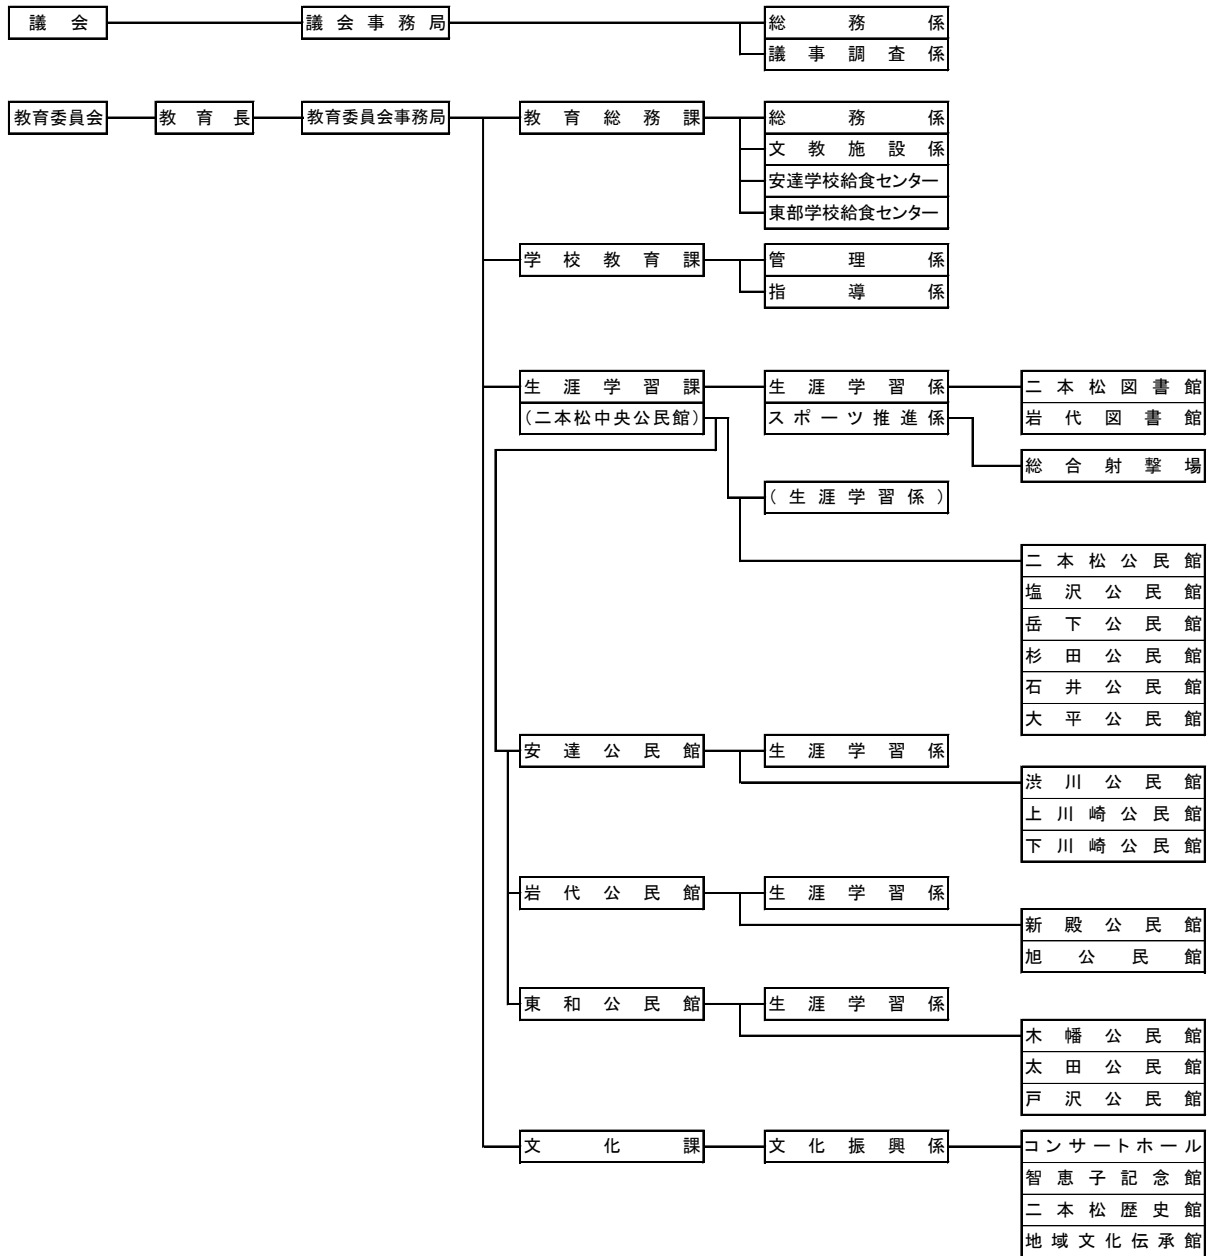 議会 議会事務局 総務係
議事調査係
教育委員会 教育長 教育委員会事務局 教育総務課 総務係
文教施設係
安達学校給食センター
東部学校給食センター
学校教育課 管理係
指導係
生涯学習課 生涯学習係 二本松図書館
(二本松中央公民館) スポーツ推進係 岩代図書館
総合射撃場
(生涯学習係)
二本松公民館
塩沢公民館
岳下公民館
杉田公民館
石井公民館
大平公民館
安達公民館 生涯学習係
渋川公民館
上川崎公民館
下川崎公民館
岩代公民館 生涯学習係
新殿公民館
旭公民館
東和公民館 生涯学習係
木幡公民館
太田公民館
戸沢公民館
文化課 文化振興係 コンサートホール
智恵子記念館
二本松歴史館
地域文化伝承館